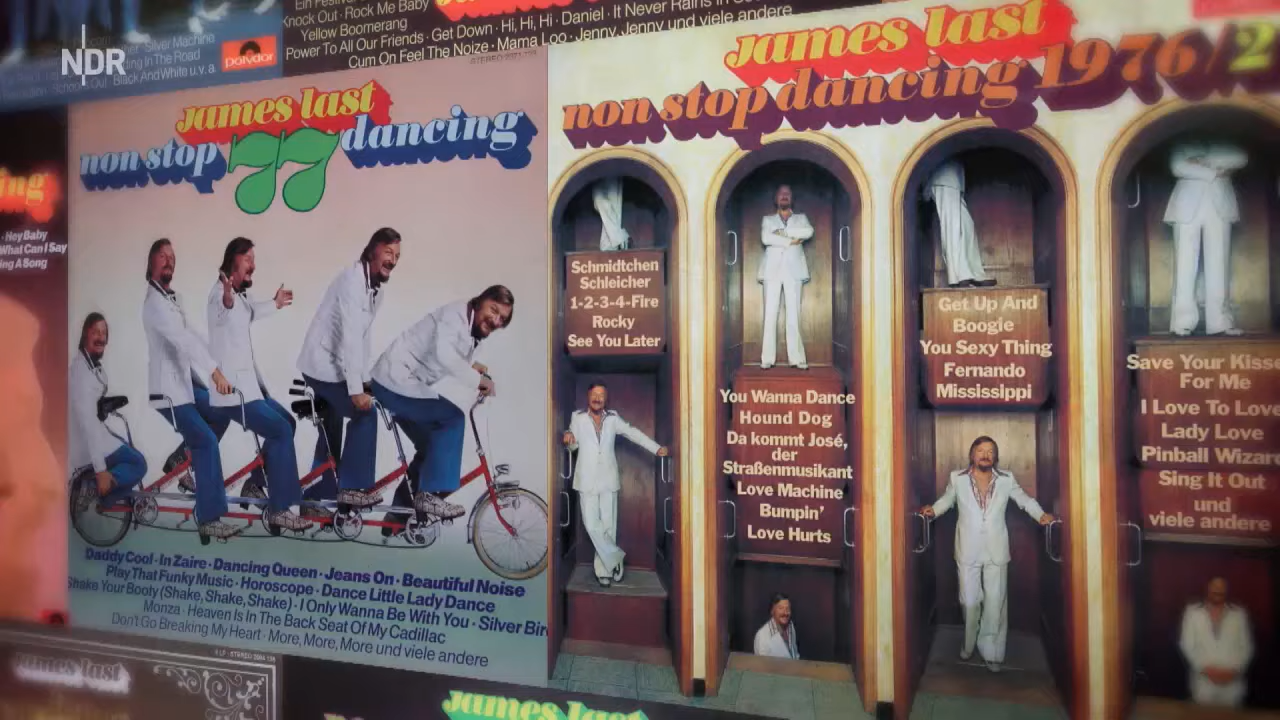 NDR
Silver Machine
In The Road
Black And White u.v.a.
polydor
Knock Out · Rock Me Baby
Yellow Boomerang
Power To All Our Friends · Get Down · Hi, Hi, Hi · Daniel · It Never Rains In
Cum On Feel The Noize · Mama Loo · Jenny, Jenny und viele andere
james last
non stop 77 dancing
Daddy Cool · In Zaire · Dancing Queen · Jeans On · Beautiful Noise
Play That Funky Music · Horoscope · Dance Little Lady Dance
Shake Your Booty (Shake, Shake, Shake) · I Only Wanna Be With You · Silver Bir
Monza · Heaven Is In The Back Seat Of My Cadillac
Don't Go Breaking My Heart · More, More, More und viele andere
ing
· Hey Baby
What Can I Say
ing A Song
james last
non stop dancing 1976/2
Schmidtchen
Schleicher
1-2-3-4-Fire
Rocky
See You Later
You Wanna Dance
Hound Dog
Da kommt José,
der
Straßenmusikant
Love Machine
Bumpin'
Love Hurts
Get Up And
Boogie
You Sexy Thing
Fernando
Mississippi
Save Your Kisse
For Me
I Love To Love
Lady Love
Pinball Wizard
Sing It Out
und
viele andere
james last
james last